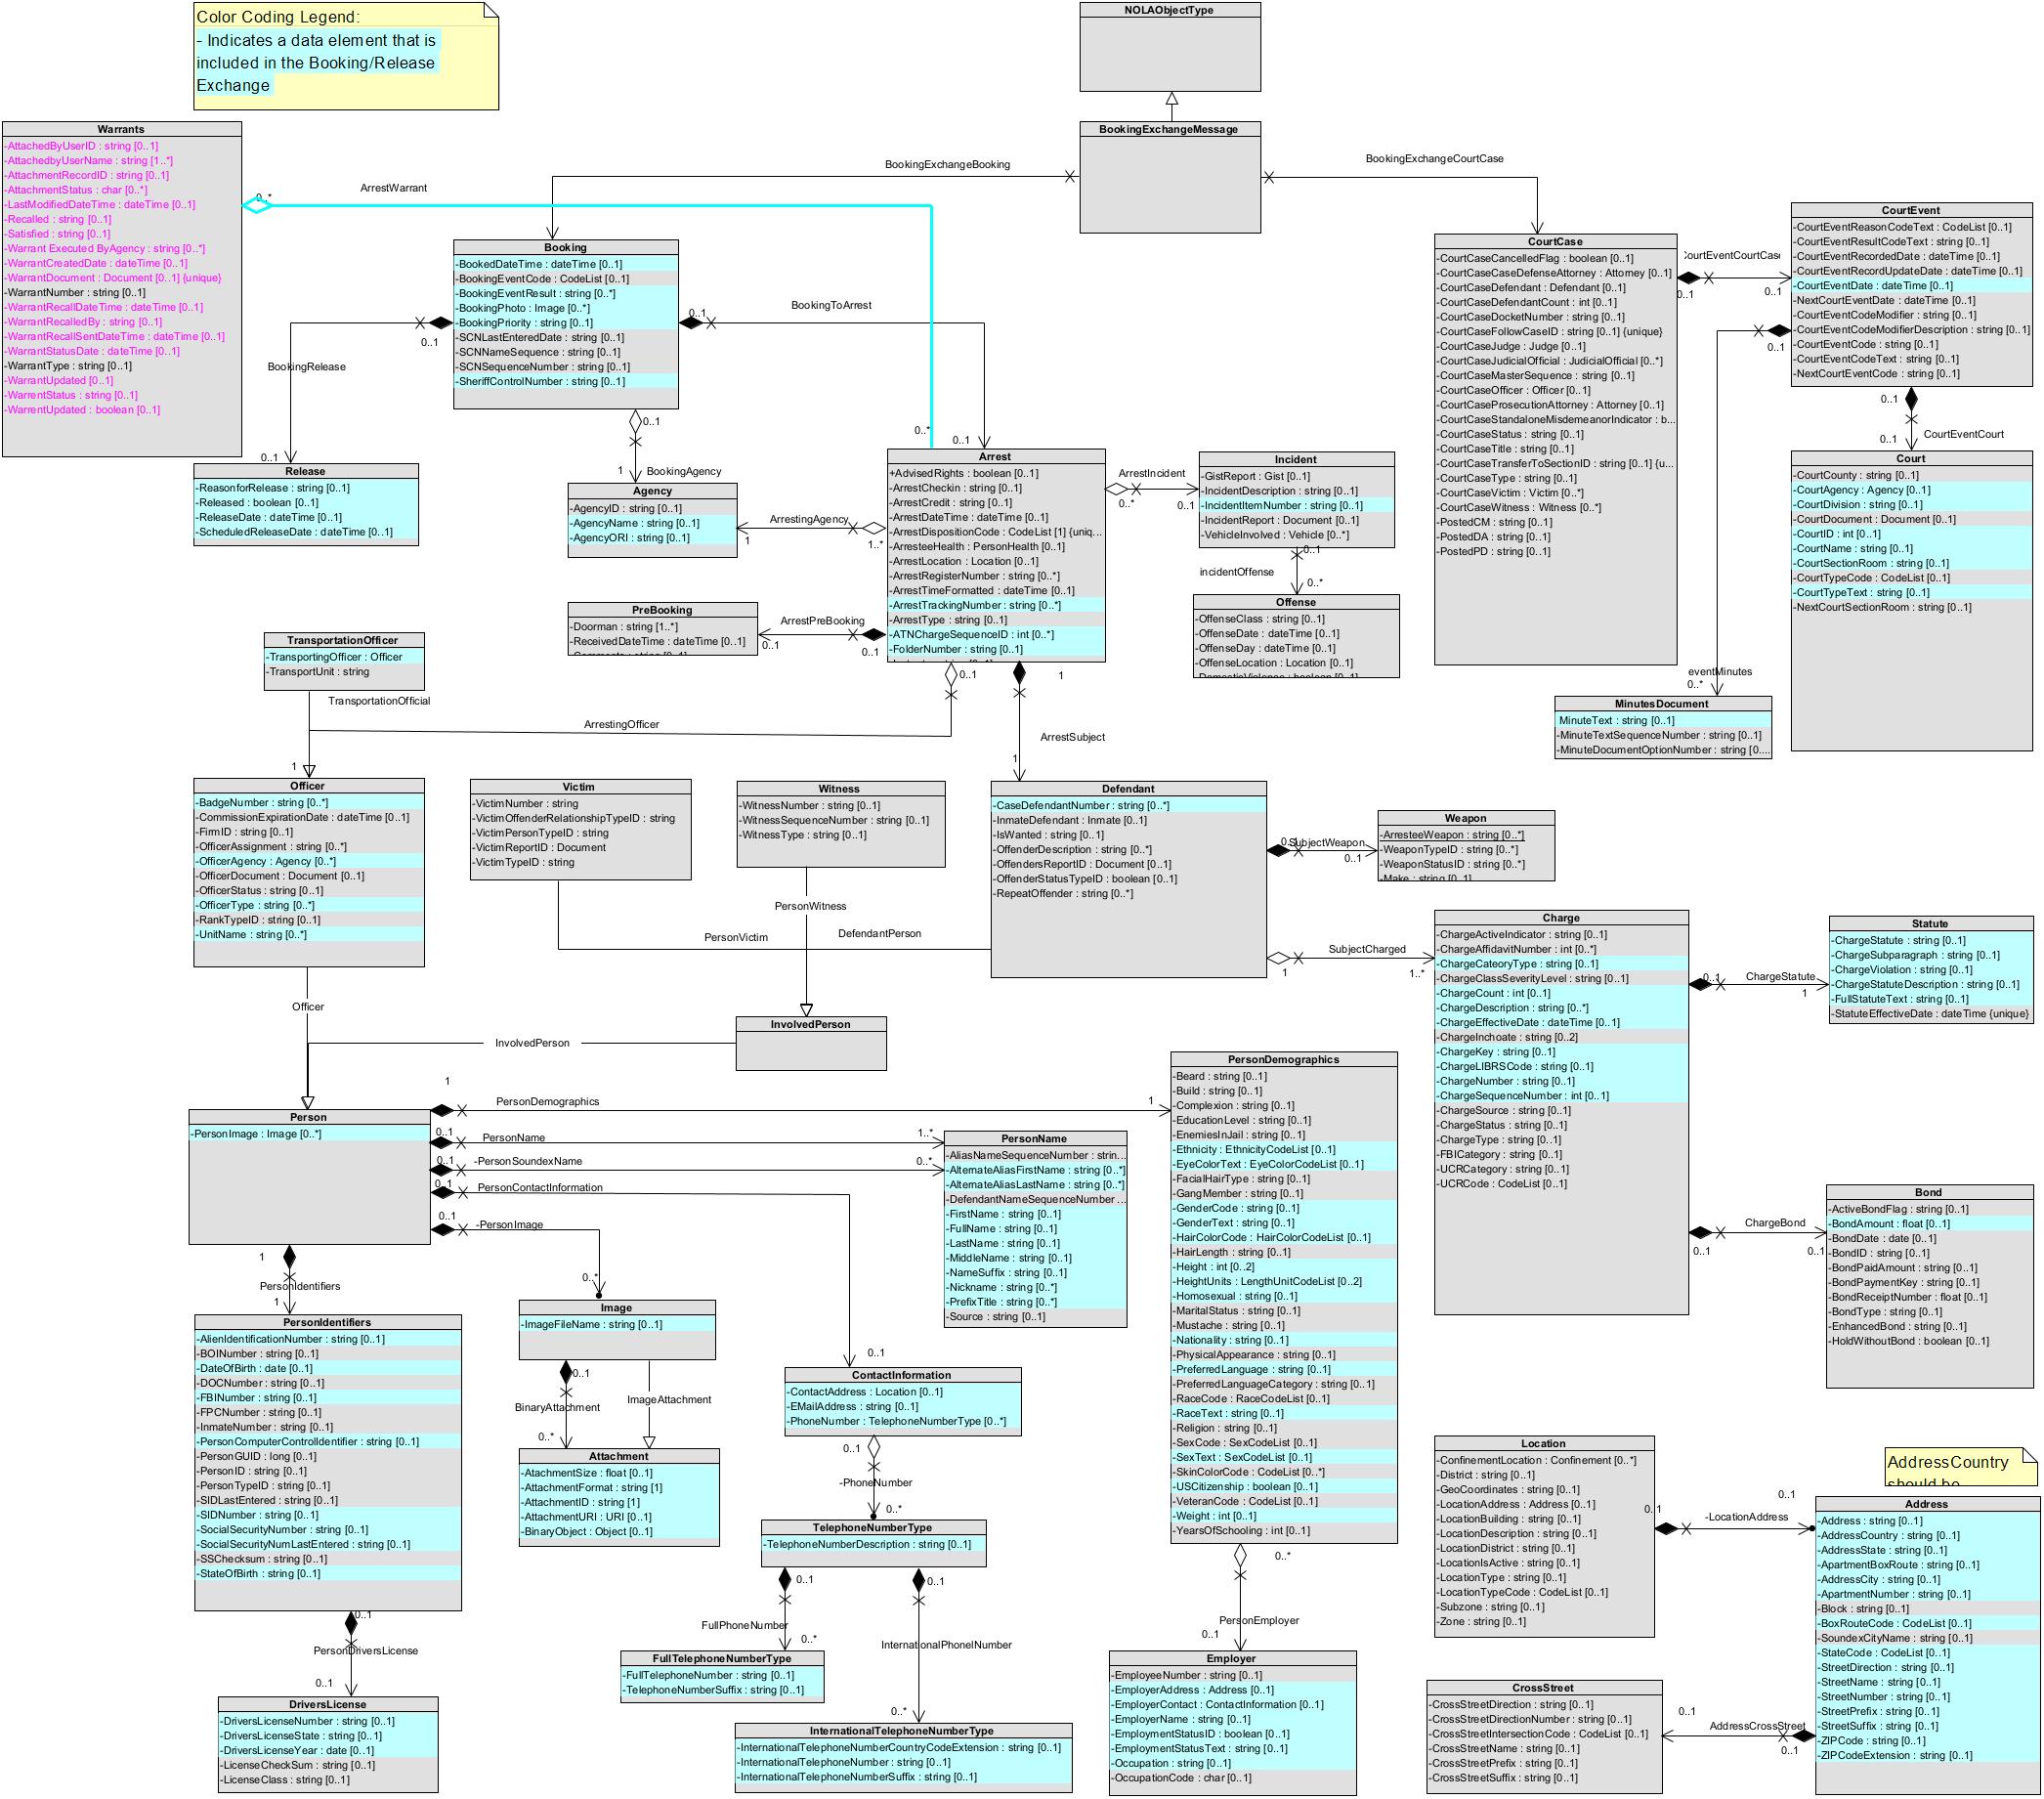 Color Coding Legend:
- Indicates a data element that is
included in the Booking/Release
Exchange
NOLAObjectType
BookingExchangeMessage
BookingExchangeBooking
BookingExchangeCourtCase
Warrants
-AttachedByUserID : string [0..1]
-AttachedbyUserName : string [1..*]
-AttachmentRecordID : string [0..1]
-AttachmentStatus : char [0..*]
-LastModifiedDateTime : dateTime [0..1]
-Recalled : string [0..1]
-Satisfied : string [0..1]
-Warrant Executed ByAgency : string [0..*]
-WarrantCreatedDate : dateTime [0..1]
-WarrantDocument : Document [0..1] {unique}
-WarrantNumber : string [0..1]
-WarrantRecallDateTime : dateTime [0..1]
-WarrantRecalledBy : string [0..1]
-WarrantRecallSentDateTime : dateTime [0..1]
-WarrantStatusDate : dateTime [0..1]
-WarrantType : string [0..1]
-WarrantUpdated [0..1]
-WarrentStatus : string [0..1]
-WarrentUpdated : boolean [0..1]
0..*
ArrestWarrant
0..*
Booking
-BookedDateTime : dateTime [0..1]
-BookingEventCode : CodeList [0..1]
-BookingEventResult : string [0..*]
-BookingPhoto : Image [0..*]
-BookingPriority : string [0..1]
-SCNLastEnteredDate : string [0..1]
-SCNNameSequence : string [0..1]
-SCNSequenceNumber : string [0..1]
-SheriffControlNumber : string [0..1]
0..1
BookingRelease
0..1
0..1
BookingToArrest
0..1
0..1
BookingAgency
1
Release
-ReasonforRelease : string [0..1]
-Released : boolean [0..1]
-ReleaseDate : dateTime [0..1]
-ScheduledReleaseDate : dateTime [0..1]
Agency
-AgencyID : string [0..1]
-AgencyName : string [0..1]
-AgencyORI : string [0..1]
ArrestingAgency
1
1..*
Arrest
+AdvisedRights : boolean [0..1]
-ArrestCheckin : string [0..1]
-ArrestCredit : string [0..1]
-ArrestDateTime : dateTime [0..1]
-ArrestDispositionCode : CodeList [1] {uniq...
-ArresteeHealth : PersonHealth [0..1]
-ArrestLocation : Location [0..1]
-ArrestRegisterNumber : string [0..*]
-ArrestTimeFormatted : dateTime [0..1]
-ArrestTrackingNumber : string [0..*]
-ArrestType : string [0..1]
-ATNChargeSequenceID : int [0..*]
-FolderNumber : string [0..1]
ArrestIncident
0..*
0..1
Incident
-GistReport : Gist [0..1]
-IncidentDescription : string [0..1]
-IncidentItemNumber : string [0..1]
-IncidentReport : Document [0..1]
-VehicleInvolved : Vehicle [0..*]
0..1
incidentOffense
0..*
Offense
-OffenseClass : string [0..1]
-OffenseDate : dateTime [0..1]
-OffenseDay : dateTime [0..1]
-OffenseLocation : Location [0..1]
-DomesticViolence : boolean [0..1]
PreBooking
-Doorman : string [1..*]
-ReceivedDateTime : dateTime [0..1]
-Comments : string [0..1]
ArrestPreBooking
0..1
0..1
CourtCase
-CourtCaseCancelledFlag : boolean [0..1]
-CourtCaseCaseDefenseAttorney : Attorney [0..1]
-CourtCaseDefendant : Defendant [0..1]
-CourtCaseDefendantCount : int [0..1]
-CourtCaseDocketNumber : string [0..1]
-CourtCaseFollowCaseID : string [0..1] {unique}
-CourtCaseJudge : Judge [0..1]
-CourtCaseJudicialOfficial : JudicialOfficial [0..*]
-CourtCaseMasterSequence : string [0..1]
-CourtCaseOfficer : Officer [0..1]
-CourtCaseProsecutionAttorney : Attorney [0..1]
-CourtCaseStandaloneMisdemeanorIndicator : b...
-CourtCaseStatus : string [0..1]
-CourtCaseTitle : string [0..1]
-CourtCaseTransferToSectionID : string [0..1] {u...
-CourtCaseType : string [0..1]
-CourtCaseVictim : Victim [0..*]
-CourtCaseWitness : Witness [0..*]
-PostedCM : string [0..1]
-PostedDA : string [0..1]
-PostedPD : string [0..1]
CourtEventCourtCase
0..1
0..1
CourtEvent
-CourtEventReasonCodeText : CodeList [0..1]
-CourtEventResultCodeText : string [0..1]
-CourtEventRecordedDate : dateTime [0..1]
-CourtEventRecordUpdateDate : dateTime [0..1]
-CourtEventDate : dateTime [0..1]
-NextCourtEventDate : dateTime [0..1]
-CourtEventCodeModifier : string [0..1]
-CourtEventCodeModifierDescription : string [0..1]
-CourtEventCode : string [0..1]
-CourtEventCodeText : string [0..1]
-NextCourtEventCode : string [0..1]
0..1
eventMinutes
0..*
0..1
0..1
CourtEventCourt
Court
-CourtCounty : string [0..1]
-CourtAgency : Agency [0..1]
-CourtDivision : string [0..1]
-CourtDocument : Document [0..1]
-CourtID : int [0..1]
-CourtName : string [0..1]
-CourtSectionRoom : string [0..1]
-CourtTypeCode : CodeList [0..1]
-CourtTypeText : string [0..1]
-NextCourtSectionRoom : string [0..1]
MinutesDocument
MinuteText : string [0..1]
-MinuteTextSequenceNumber : string [0..1]
-MinuteDocumentOptionNumber : string [0....
TransportationOfficer
-TransportingOfficer : Officer
-TransportUnit : string
TransportationOfficial
ArrestingOfficer
0..1
1
1
ArrestSubject
1
Officer
-BadgeNumber : string [0..*]
-CommissionExpirationDate : dateTime [0..1]
-FirmID : string [0..1]
-OfficerAssignment : string [0..*]
-OfficerAgency : Agency [0..*]
-OfficerDocument : Document [0..1]
-OfficerStatus : string [0..1]
-OfficerType : string [0..*]
-RankTypeID : string [0..1]
-UnitName : string [0..*]
Officer
Victim
-VictimNumber : string
-VictimOffenderRelationshipTypeID : string
-VictimPersonTypeID : string
-VictimReportID : Document
-VictimTypeID : string
Witness
-WitnessNumber : string [0..1]
-WitnessSequenceNumber : string [0..1]
-WitnessType : string [0..1]
PersonWitness
PersonVictim
DefendantPerson
Defendant
-CaseDefendantNumber : string [0..*]
-InmateDefendant : Inmate [0..1]
-IsWanted : string [0..1]
-OffenderDescription : string [0..*]
-OffendersReportID : Document [0..1]
-OffenderStatusTypeID : boolean [0..1]
-RepeatOffender : string [0..*]
0..1
SubjectWeapon
0..1
Weapon
-ArresteeWeapon : string [0..*]
-WeaponTypeID : string [0..*]
-WeaponStatusID : string [0..*]
-Make : string [0..1]
SubjectCharged
1
1..*
Charge
-ChargeActiveIndicator : string [0..1]
-ChargeAffidavitNumber : int [0..*]
-ChargeCateoryType : string [0..1]
-ChargeClassSeverityLevel : string [0..1]
-ChargeCount : int [0..1]
-ChargeDescription : string [0..*]
-ChargeEffectiveDate : dateTime [0..1]
-ChargeInchoate : string [0..2]
-ChargeKey : string [0..1]
-ChargeLIBRSCode : string [0..1]
-ChargeNumber : string [0..1]
-ChargeSequenceNumber : int [0..1]
-ChargeSource : string [0..1]
-ChargeStatus : string [0..1]
-ChargeType : string [0..1]
-FBICategory : string [0..1]
-UCRCategory : string [0..1]
-UCRCode : CodeList [0..1]
0..1
ChargeStatute
1
Statute
-ChargeStatute : string [0..1]
-ChargeSubparagraph : string [0..1]
-ChargeViolation : string [0..1]
-ChargeStatuteDescription : string [0..1]
-FullStatuteText : string [0..1]
-StatuteEffectiveDate : dateTime {unique}
ChargeBond
0..1
0..1
Bond
-ActiveBondFlag : string [0..1]
-BondAmount : float [0..1]
-BondDate : date [0..1]
-BondID : string [0..1]
-BondPaidAmount : string [0..1]
-BondPaymentKey : string [0..1]
-BondReceiptNumber : float [0..1]
-BondType : string [0..1]
-EnhancedBond : string [0..1]
-HoldWithoutBond : boolean [0..1]
InvolvedPerson
InvolvedPerson
Person
-PersonImage : Image [0..*]
1
PersonDemographics
1
0..1
PersonName
1..*
0..1
-PersonSoundexName
0..*
0..1
PersonContactInformation
0..1
0..1
-PersonImage
0..*
1
PersonIdentifiers
1
PersonName
-AliasNameSequenceNumber : strin...
-AlternateAliasFirstName : string [0..*]
-AlternateAliasLastName : string [0..*]
-DefendantNameSequenceNumber ...
-FirstName : string [0..1]
-FullName : string [0..1]
-LastName : string [0..1]
-MiddleName : string [0..1]
-NameSuffix : string [0..1]
-Nickname : string [0..*]
-PrefixTitle : string [0..*]
-Source : string [0..1]
PersonDemographics
-Beard : string [0..1]
-Build : string [0..1]
-Complexion : string [0..1]
-EducationLevel : string [0..1]
-EnemiesInJail : string [0..1]
-Ethnicity : EthnicityCodeList [0..1]
-EyeColorText : EyeColorCodeList [0..1]
-FacialHairType : string [0..1]
-GangMember : string [0..1]
-GenderCode : string [0..1]
-GenderText : string [0..1]
-HairColorCode : HairColorCodeList [0..1]
-HairLength : string [0..1]
-Height : int [0..2]
-HeightUnits : LengthUnitCodeList [0..2]
-Homosexual : string [0..1]
-MaritalStatus : string [0..1]
-Mustache : string [0..1]
-Nationality : string [0..1]
-PhysicalAppearance : string [0..1]
-PreferredLanguage : string [0..1]
-PreferredLanguageCategory : string [0..1]
-RaceCode : RaceCodeList [0..1]
-RaceText : string [0..1]
-Religion : string [0..1]
-SexCode : SexCodeList [0..1]
-SexText : SexCodeList [0..1]
-SkinColorCode : CodeList [0..*]
-USCitizenship : boolean [0..1]
-VeteranCode : CodeList [0..1]
-Weight : int [0..1]
-YearsOfSchooling : int [0..1]
0..*
PersonEmployer
0..1
PersonIdentifiers
-AlienIdentificationNumber : string [0..1]
-BOINumber : string [0..1]
-DateOfBirth : date [0..1]
-DOCNumber : string [0..1]
-FBINumber : string [0..1]
-FPCNumber : string [0..1]
-InmateNumber : string [0..1]
-PersonComputerControlIdentifier : string [0..1]
-PersonGUID : long [0..1]
-PersonID : string [0..1]
-PersonTypeID : string [0..1]
-SIDLastEntered : string [0..1]
-SIDNumber : string [0..1]
-SocialSecurityNumber : string [0..1]
-SocialSecurityNumLastEntered : string [0..1]
-SSChecksum : string [0..1]
-StateOfBirth : string [0..1]
0..1
PersonDriversLicense
0..1
DriversLicense
-DriversLicenseNumber : string [0..1]
-DriversLicenseState : string [0..1]
-DriversLicenseYear : date [0..1]
-LicenseCheckSum : string [0..1]
-LicenseClass : string [0..1]
Image
-ImageFileName : string [0..1]
0..1
BinaryAttachment
0..*
ImageAttachment
Attachment
-AtachmentSize : float [0..1]
-AttachmentFormat : string [1]
-AttachmentID : string [1]
-AttachmentURI : URI [0..1]
-BinaryObject : Object [0..1]
ContactInformation
-ContactAddress : Location [0..1]
-EMailAddress : string [0..1]
-PhoneNumber : TelephoneNumberType [0..*]
0..1
-PhoneNumber
0..*
TelephoneNumberType
-TelephoneNumberDescription : string [0..1]
0..1
FullPhoneNumber
0..*
0..1
InternationalPhonelNumber
0..*
FullTelephoneNumberType
-FullTelephoneNumber : string [0..1]
-TelephoneNumberSuffix : string [0..1]
InternationalTelephoneNumberType
-InternationalTelephoneNumberCountryCodeExtension : string [0..1]
-InternationalTelephoneNumber : string [0..1]
-InternationalTelephoneNumberSuffix : string [0..1]
Employer
-EmployeeNumber : string [0..1]
-EmployerAddress : Address [0..1]
-EmployerContact : ContactInformation [0..1]
-EmployerName : string [0..1]
-EmploymentStatusID : boolean [0..1]
-EmploymentStatusText : string [0..1]
-Occupation : string [0..1]
-OccupationCode : char [0..1]
Location
-ConfinementLocation : Confinement [0..*]
-District : string [0..1]
-GeoCoordinates : string [0..1]
-LocationAddress : Address [0..1]
-LocationBuilding : string [0..1]
-LocationDescription : string [0..1]
-LocationDistrict : string [0..1]
-LocationIsActive : string [0..1]
-LocationType : string [0..1]
-LocationTypeCode : CodeList [0..1]
-Subzone : string [0..1]
-Zone : string [0..1]
0..1
-LocationAddress
0..1
AddressCountry
should be
Address
-Address : string [0..1]
-AddressCountry : string [0..1]
-AddressState : string [0..1]
-ApartmentBoxRoute : string [0..1]
-AddressCity : string [0..1]
-ApartmentNumber : string [0..1]
-Block : string [0..1]
-BoxRouteCode : CodeList [0..1]
-SoundexCityName : string [0..1]
-StateCode : CodeList [0..1]
-StreetDirection : string [0..1]
-StreetName : string [0..1]
-StreetNumber : string [0..1]
-StreetPrefix : string [0..1]
-StreetSuffix : string [0..1]
-ZIPCode : string [0..1]
-ZIPCodeExtension : string [0..1]
0..1
AddressCrossStreet
0..1
CrossStreet
-CrossStreetDirection : string [0..1]
-CrossStreetDirectionNumber : string [0..1]
-CrossStreetIntersectionCode : CodeList [0..1]
-CrossStreetName : string [0..1]
-CrossStreetPrefix : string [0..1]
-CrossStreetSuffix : string [0..1]